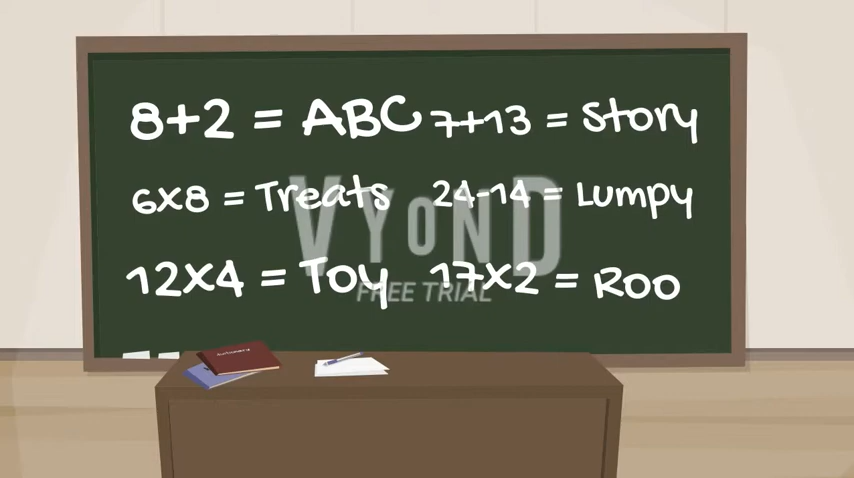 8+2 = ABC 7+13 = Story
6x8 = Treats 24-14 = Lumpy
12x4 = Toy 17x2 = Roo
VYOND
FREE TRIAL